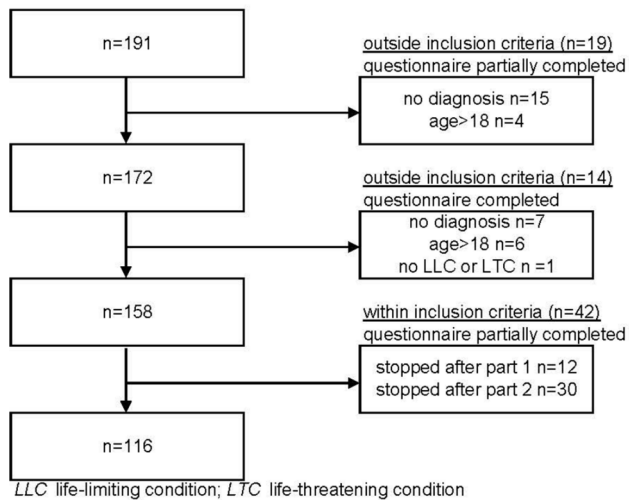 n=191
outside inclusion criteria (n=19)
questionnaire partially completed
no diagnosis n=15
age>18 n=4
n=172
outside inclusion criteria (n=14)
questionnaire completed
no diagnosis n=7
age>18 n=6
no LLC or LTC n =1
n=158
within inclusion criteria (n=42)
questionnaire partially completed
stopped after part 1 n=12
stopped after part 2 n=30
n=116
LLC life-limiting condition; LTC life-threatening condition